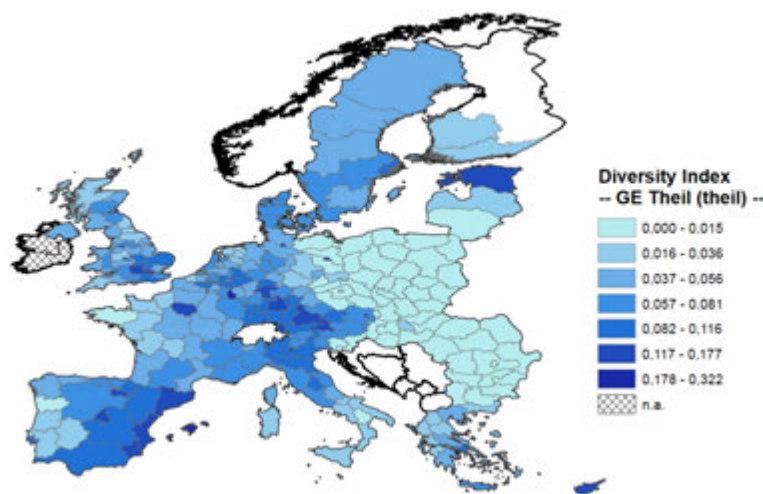 Diversity Index
-- GE Theil (theil) --
0.000 - 0.015
0.016 - 0.036
0.037 - 0.056
0.057 - 0.081
0.082 - 0.116
0.117 - 0.177
0.178 - 0.322
n.a.